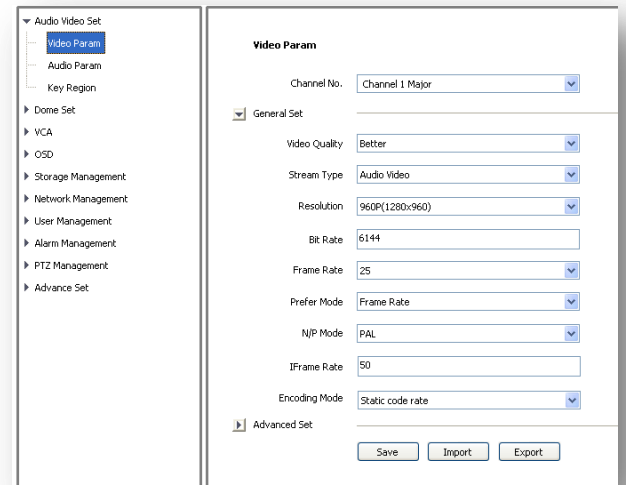 Audio Video Set
Video Param
Audio Param
Key Region
Dome Set
VCA
OSD
Storage Management
Network Management
User Management
Alarm Management
PTZ Management
Advance Set
Video Param
Channel No. Channel 1 Major
General Set
Video Quality Better
Stream Type Audio Video
Resolution 960P(1280x960)
Bit Rate 6144
Frame Rate 25
Prefer Mode Frame Rate
N/P Mode PAL
IFrame Rate 50
Encoding Mode Static code rate
Advanced Set
Save Import Export